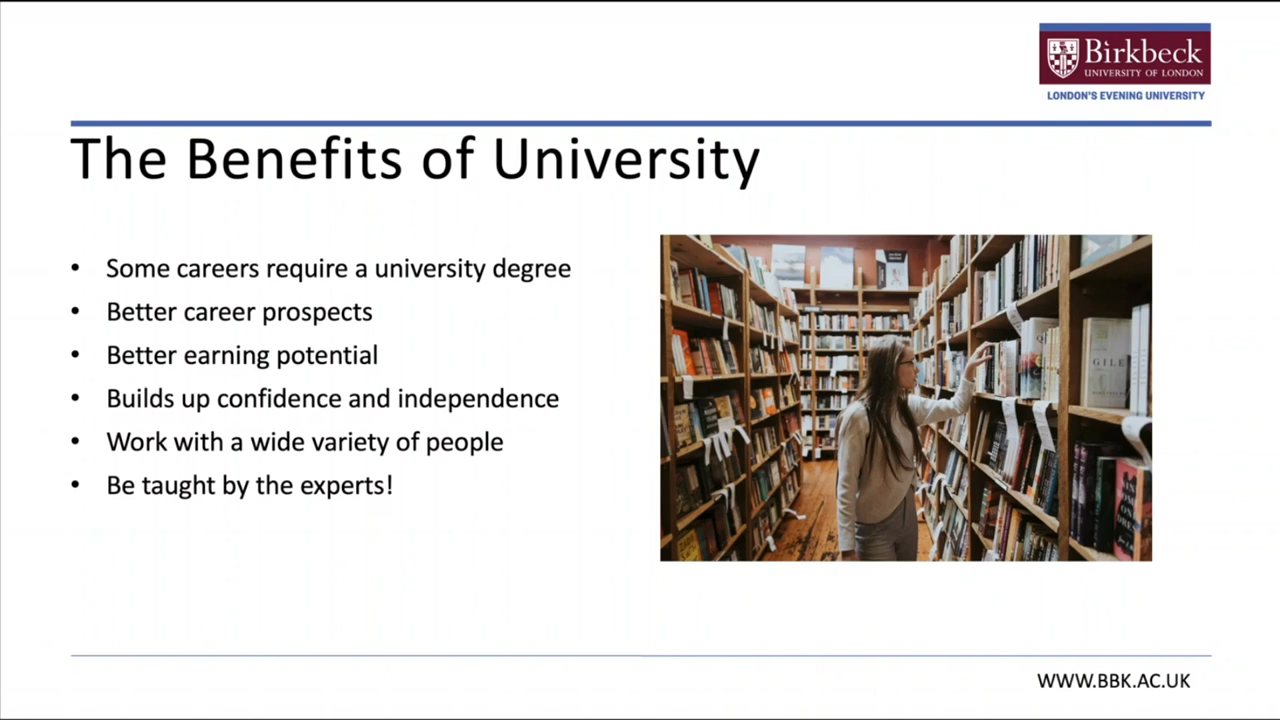 Birkbeck
UNIVERSITY OF LONDON
LONDON'S EVENING UNIVERSITY
The Benefits of University
• Some careers require a university degree
• Better career prospects
• Better earning potential
• Builds up confidence and independence
• Work with a wide variety of people
• Be taught by the experts!
GILE
WWW.BBK.AC.UK